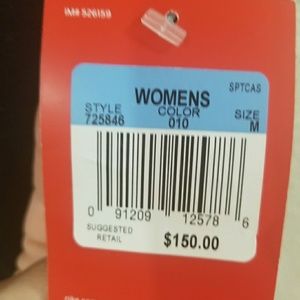 IM# 526159
SPTCAS
WOMENS
STYLE COLOR SIZE
725846 010 M
0 91209 12578 6
SUGGESTED
RETAIL $150.00